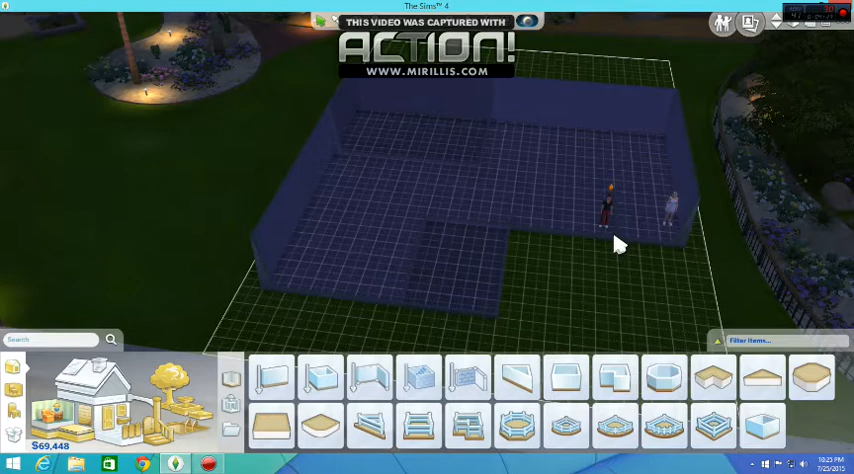 The Sims™ 4
THIS VIDEO WAS CAPTURED WITH
ACTION!
WWW.MIRILLIS.COM
Search
Filter Items...
$69,448
10:25 PM
7/25/2015